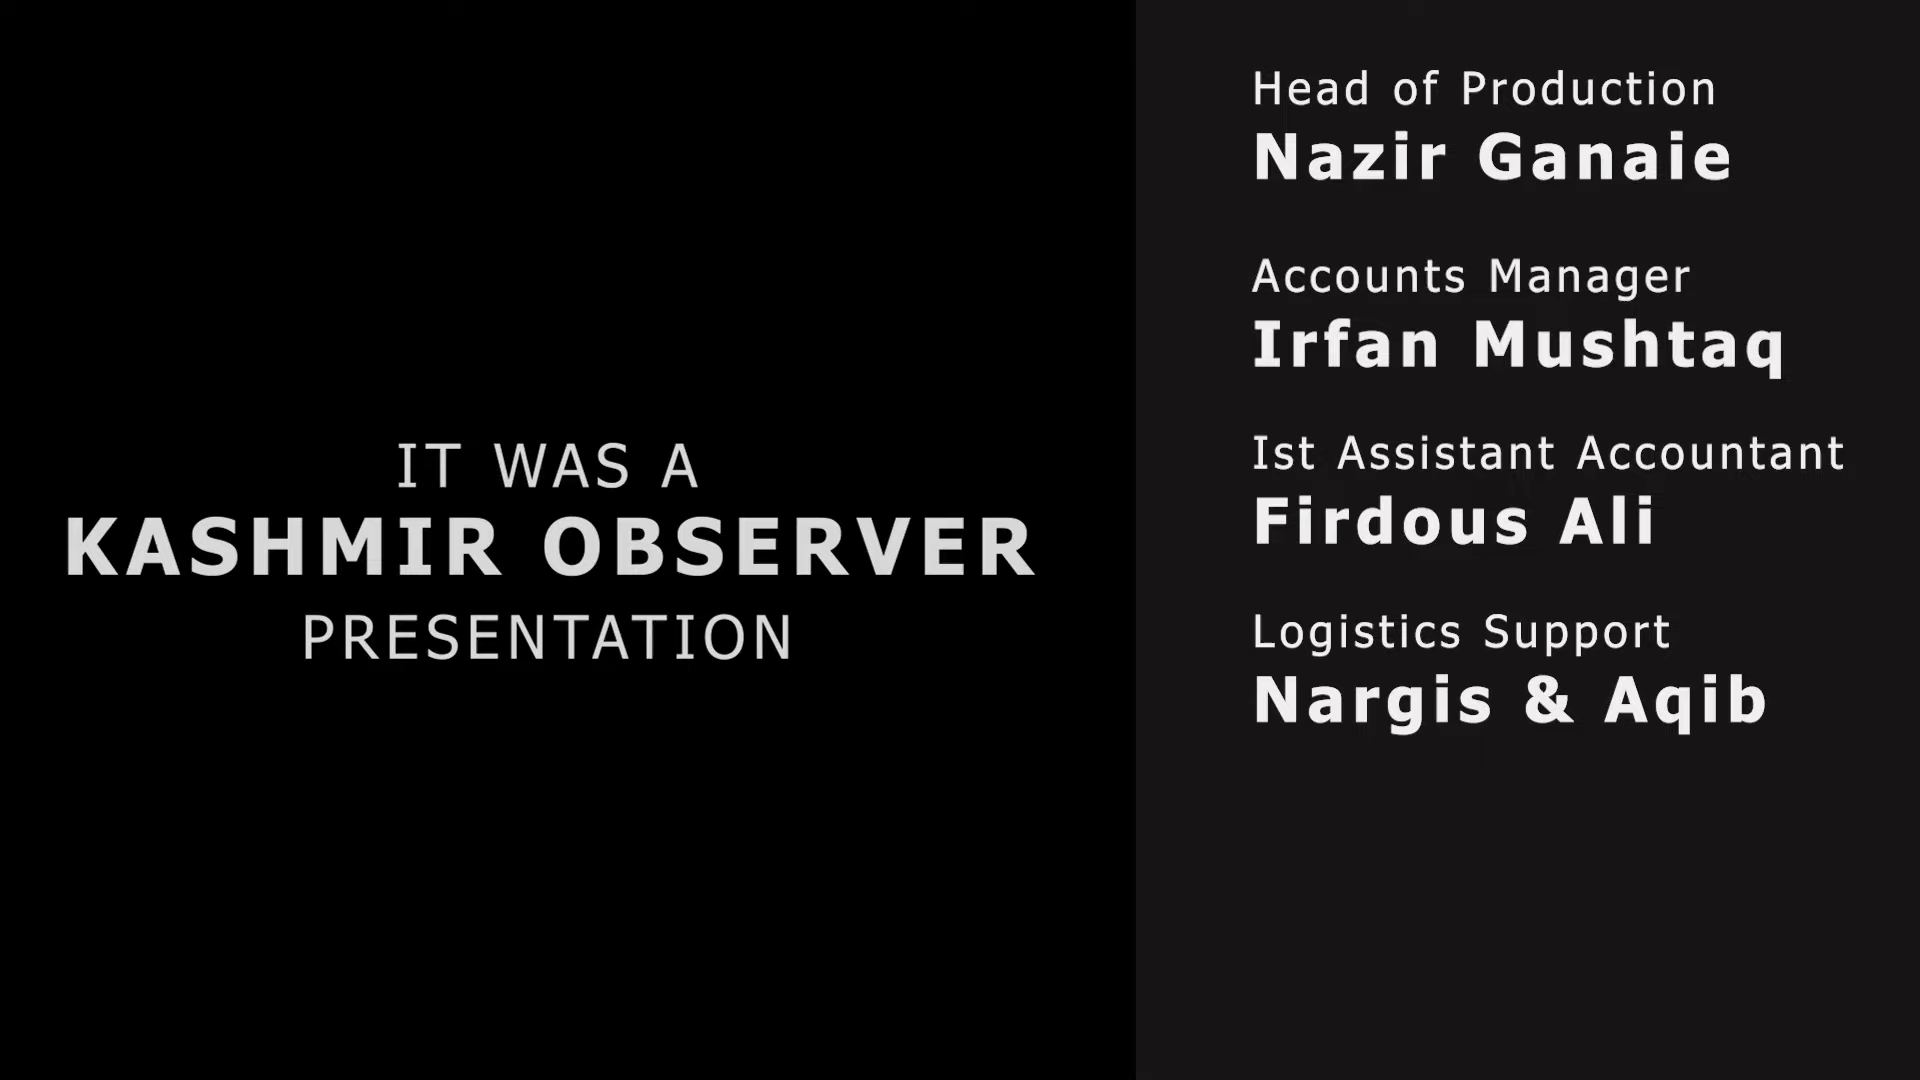 IT WAS A
KASHMIR OBSERVER
PRESENTATION
Head of Production
Nazir Ganaie
Accounts Manager
Irfan Mushtaq
Ist Assistant Accountant
Firdous Ali
Logistics Support
Nargis & Aqib